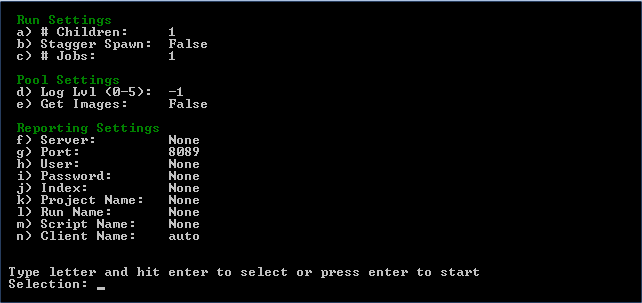 Run Settings
a) # Children: 1
b) Stagger Spawn: False
c) # Jobs: 1
Pool Settings
d) Log Lvl (0-5): -1
e) Get Images: False
Reporting Settings
f) Server: None
g) Port: 8089
h) User: None
i) Password: None
j) Index: None
k) Project Name: None
l) Run Name: None
m) Script Name: None
n) Client Name: auto
Type letter and hit enter to select or press enter to start
Selection: _